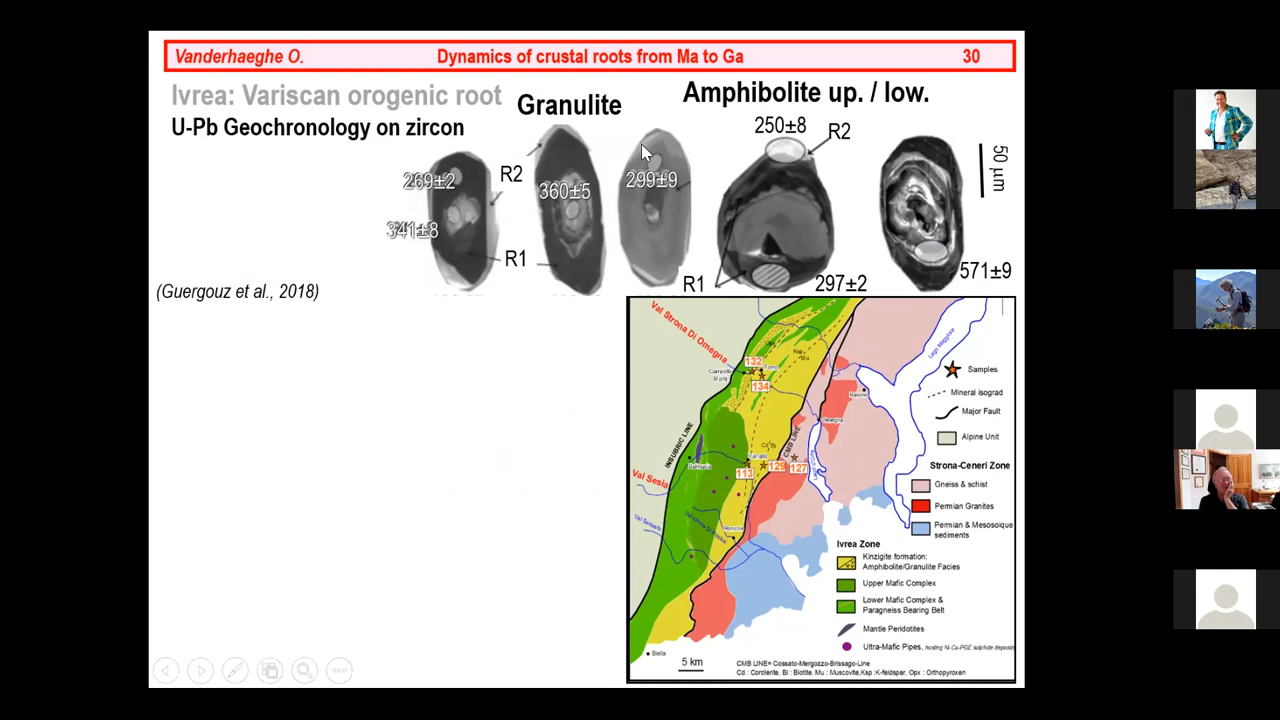 Vanderhaeghe O. Dynamics of crustal roots from Ma to Ga 30
Ivrea: Variscan orogenic root
U-Pb Geochronology on zircon
Granulite
Amphibolite up. / low.
269±2
341±8
R2
R1
360±5
299±9
250±8
R2
R1
297±2
571±9
50 µm
(Guergouz et al., 2018)
Val Strona Di Omegna
Val Sesia
INSUBRIC LINE
CMB LINE
Lago Maggiore
132
134
113
129
127
Biella
5 km
Samples
Mineral isograd
Major Fault
Alpine Unit
Strona-Ceneri Zone
Gneiss & schist
Permian Granites
Permian & Mesosoique
sediments
Ivrea Zone
Kinzigite formation:
Amphibolite/Granulite Facies
Upper Mafic Complex
Lower Mafic Complex &
Paragneiss Bearing Belt
Mantle Peridotites
Ultra-Mafic Pipes, hosting Ni-Cu-PGE sulphide deposits
CMB LINE= Cossato-Mergozzo-Brissago-Line
Cd : Cordierite, Bi : Biotite, Mu : Muscovite,Ksp :K-feldspar, Opx : Orthopyroxen